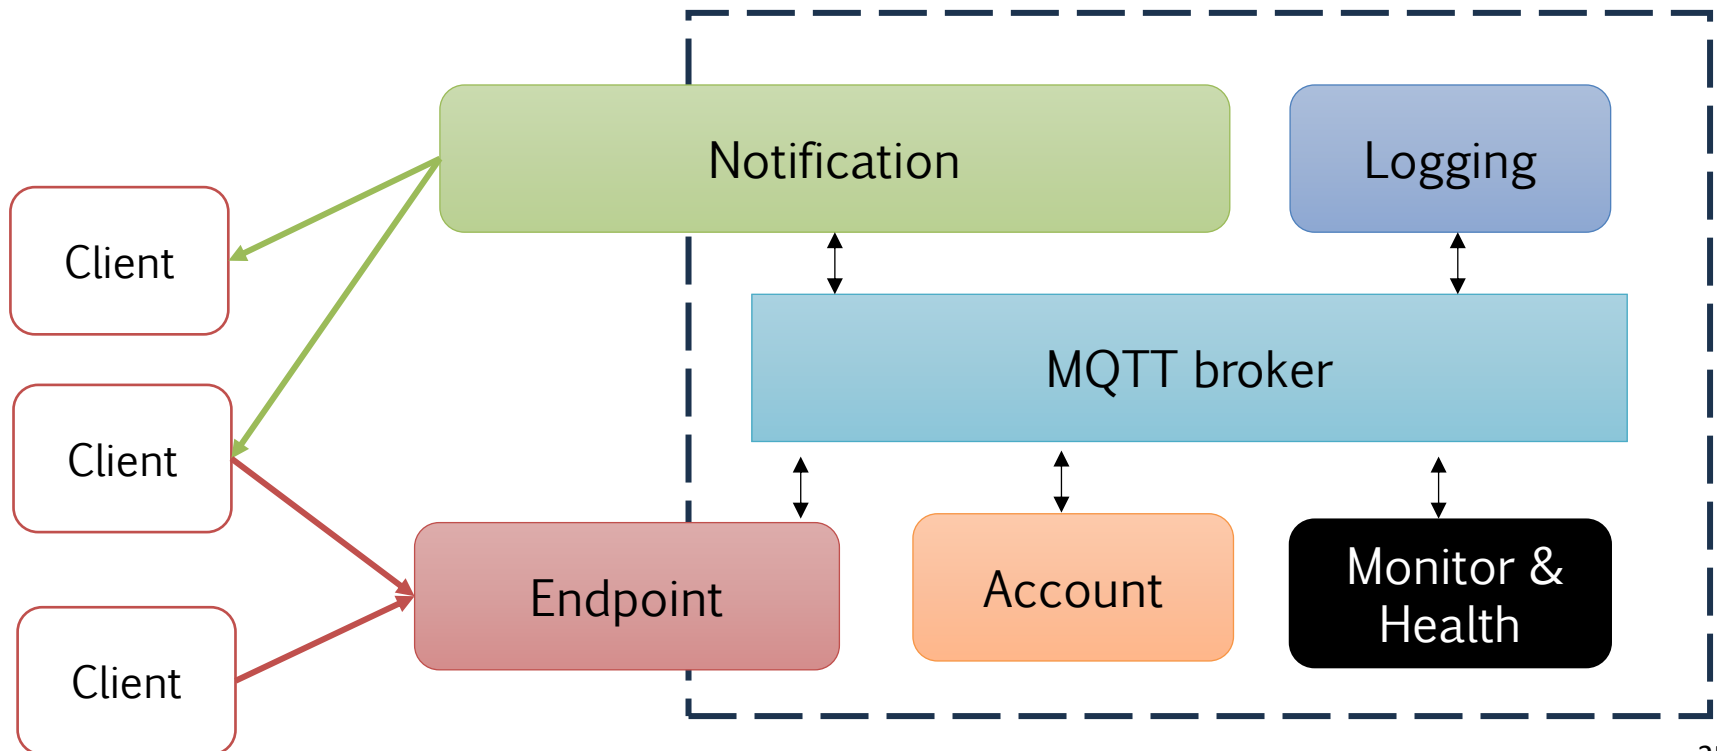 Notification
Logging
Client
MQTT broker
Client
Endpoint
Account
Monitor &
Health
Client